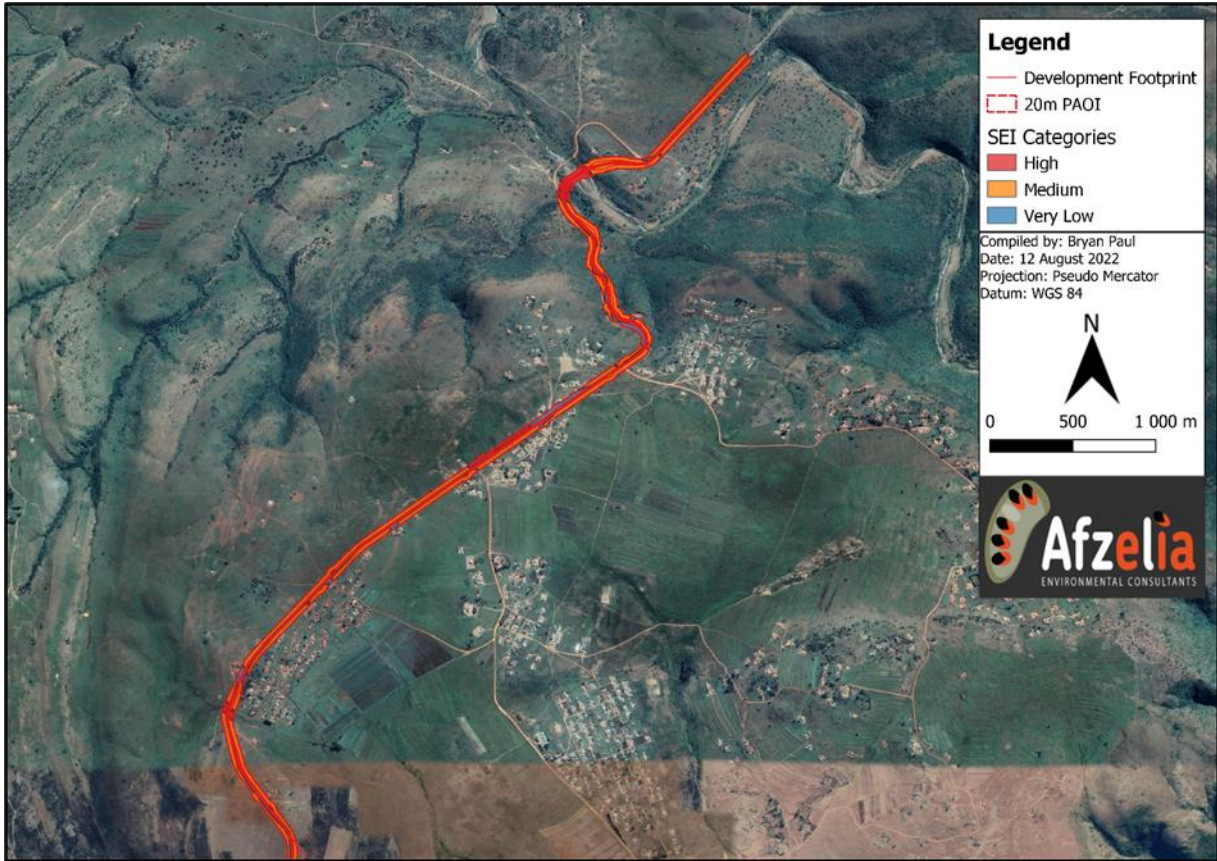 Legend
Development Footprint
20m PAOI
SEI Categories
High
Medium
Very Low
Compiled by: Bryan Paul
Date: 12 August 2022
Projection: Pseudo Mercator
Datum: WGS 84
N
0 500 1 000 m
Afzelia
ENVIRONMENTAL CONSULTANTS